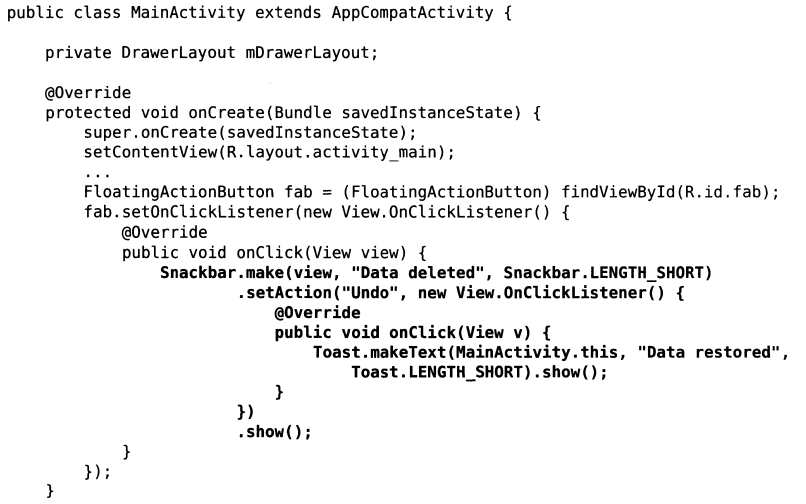 public class MainActivity extends AppCompatActivity {
    private DrawerLayout mDrawerLayout;
    @Override
    protected void onCreate(Bundle savedInstanceState) {
        super.onCreate(savedInstanceState);
        setContentView(R.layout.activity_main);
        ...
        FloatingActionButton fab = (FloatingActionButton) findViewById(R.id.fab);
        fab.setOnClickListener(new View.OnClickListener() {
            @Override
            public void onClick(View view) {
                Snackbar.make(view, "Data deleted", Snackbar.LENGTH_SHORT)
                        .setAction("Undo", new View.OnClickListener() {
                            @Override
                            public void onClick(View v) {
                                Toast.makeText(MainActivity.this, "Data restored",
                                    Toast.LENGTH_SHORT).show();
                            }
                        })
                        .show();
            }
        });
    }